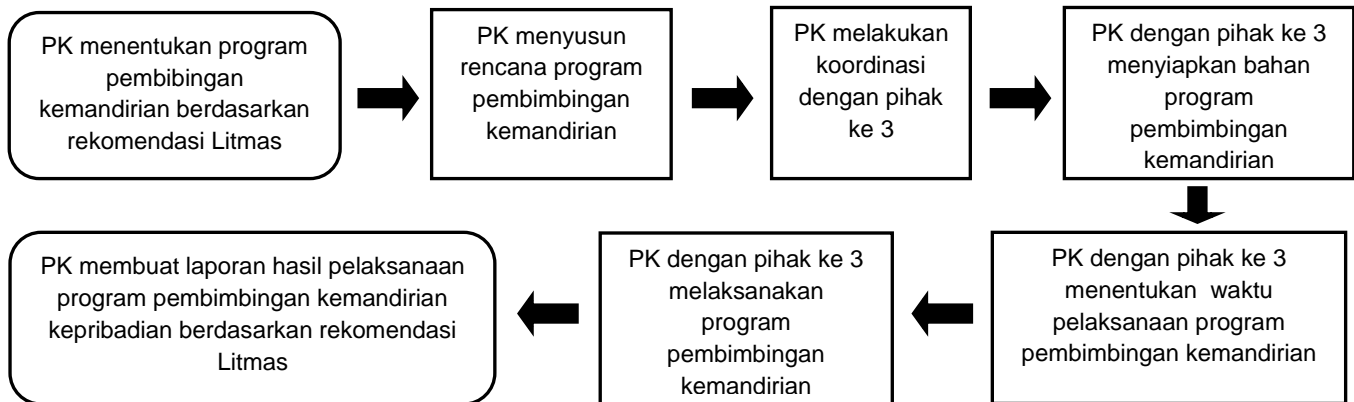 PK menentukan program
pembibingan
kemandirian berdasarkan
rekomendasi Litmas
PK menyusun
rencana program
pembimbingan
kemandirian
PK melakukan
koordinasi
dengan pihak
ke 3
PK dengan pihak ke 3
menyiapkan bahan
program
pembimbingan
kemandirian
PK dengan pihak ke 3
menentukan waktu
pelaksanaan program
pembimbingan kemandirian
PK dengan pihak ke 3
melaksanakan
program
pembimbingan
kemandirian
PK membuat laporan hasil pelaksanaan
program pembimbingan kemandirian
kepribadian berdasarkan rekomendasi
Litmas